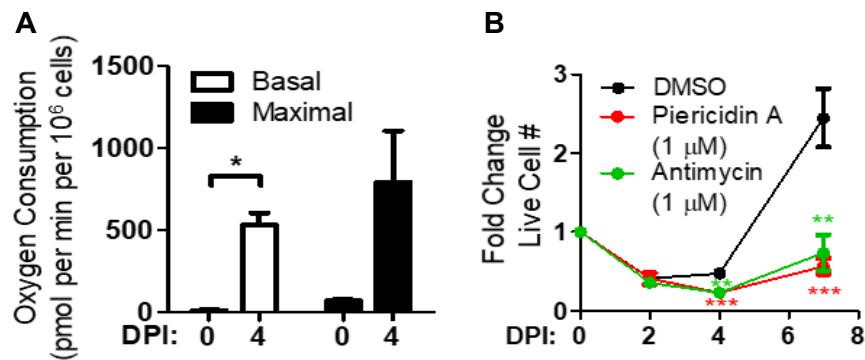 A
Oxygen Consumption
(pmol per min per 10⁶ cells)
1500
1000
500
0
Basal
Maximal
*
DPI: 0 4 0 4
B
Fold Change
Live Cell #
3
2
1
0
DMSO
Piericidin A
(1 μM)
Antimycin
(1 μM)
**
**
***
***
DPI: 0 2 4 6 8